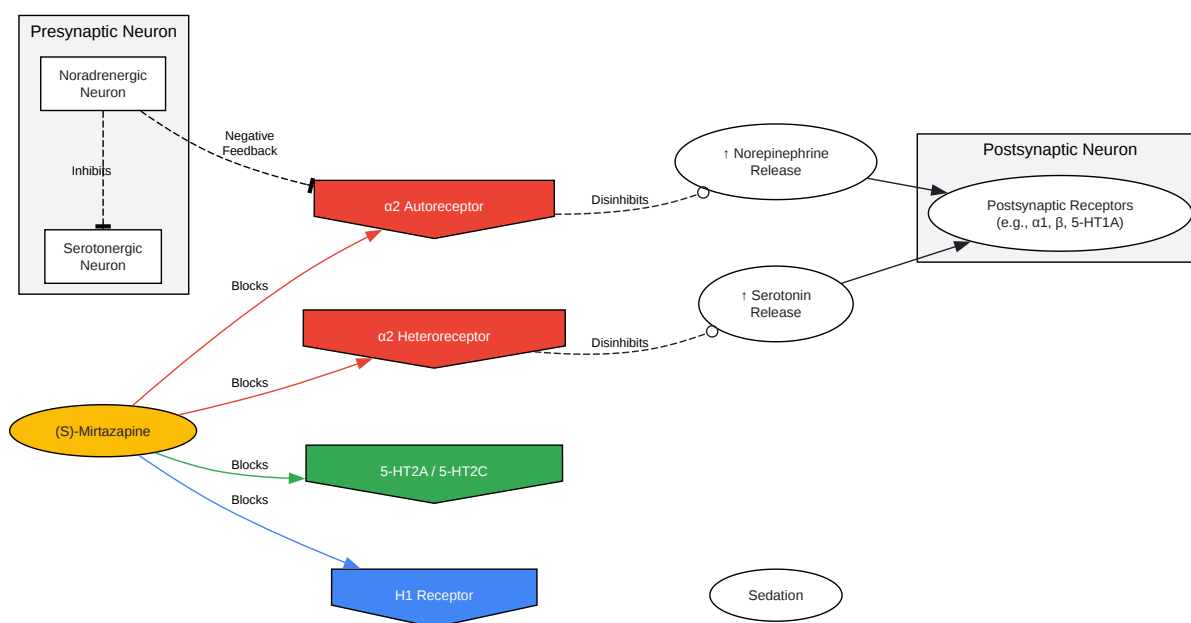 Presynaptic Neuron
Noradrenergic
Neuron
Inhibits
Serotonergic
Neuron
Negative
Feedback
α2 Autoreceptor
Disinhibits
↑ Norepinephrine
Release
Postsynaptic Neuron
Postsynaptic Receptors
(e.g., α1, β, 5-HT1A)
Blocks
α2 Heteroreceptor
Disinhibits
↑ Serotonin
Release
Blocks
(S)-Mirtazapine
Blocks
5-HT2A / 5-HT2C
Blocks
H1 Receptor
Sedation